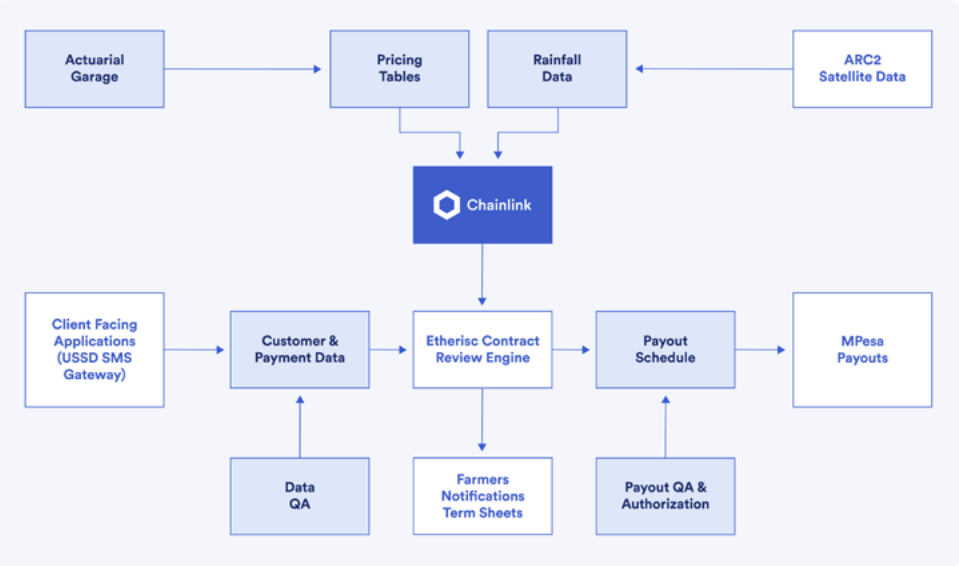 Actuarial
Garage
Pricing
Tables
Rainfall
Data
ARC2
Satellite Data
Chainlink
Client Facing
Applications
(USSD SMS
Gateway)
Customer &
Payment Data
Etherisc Contract
Review Engine
Payout
Schedule
MPesa
Payouts
Data
QA
Farmers
Notifications
Term Sheets
Payout QA &
Authorization